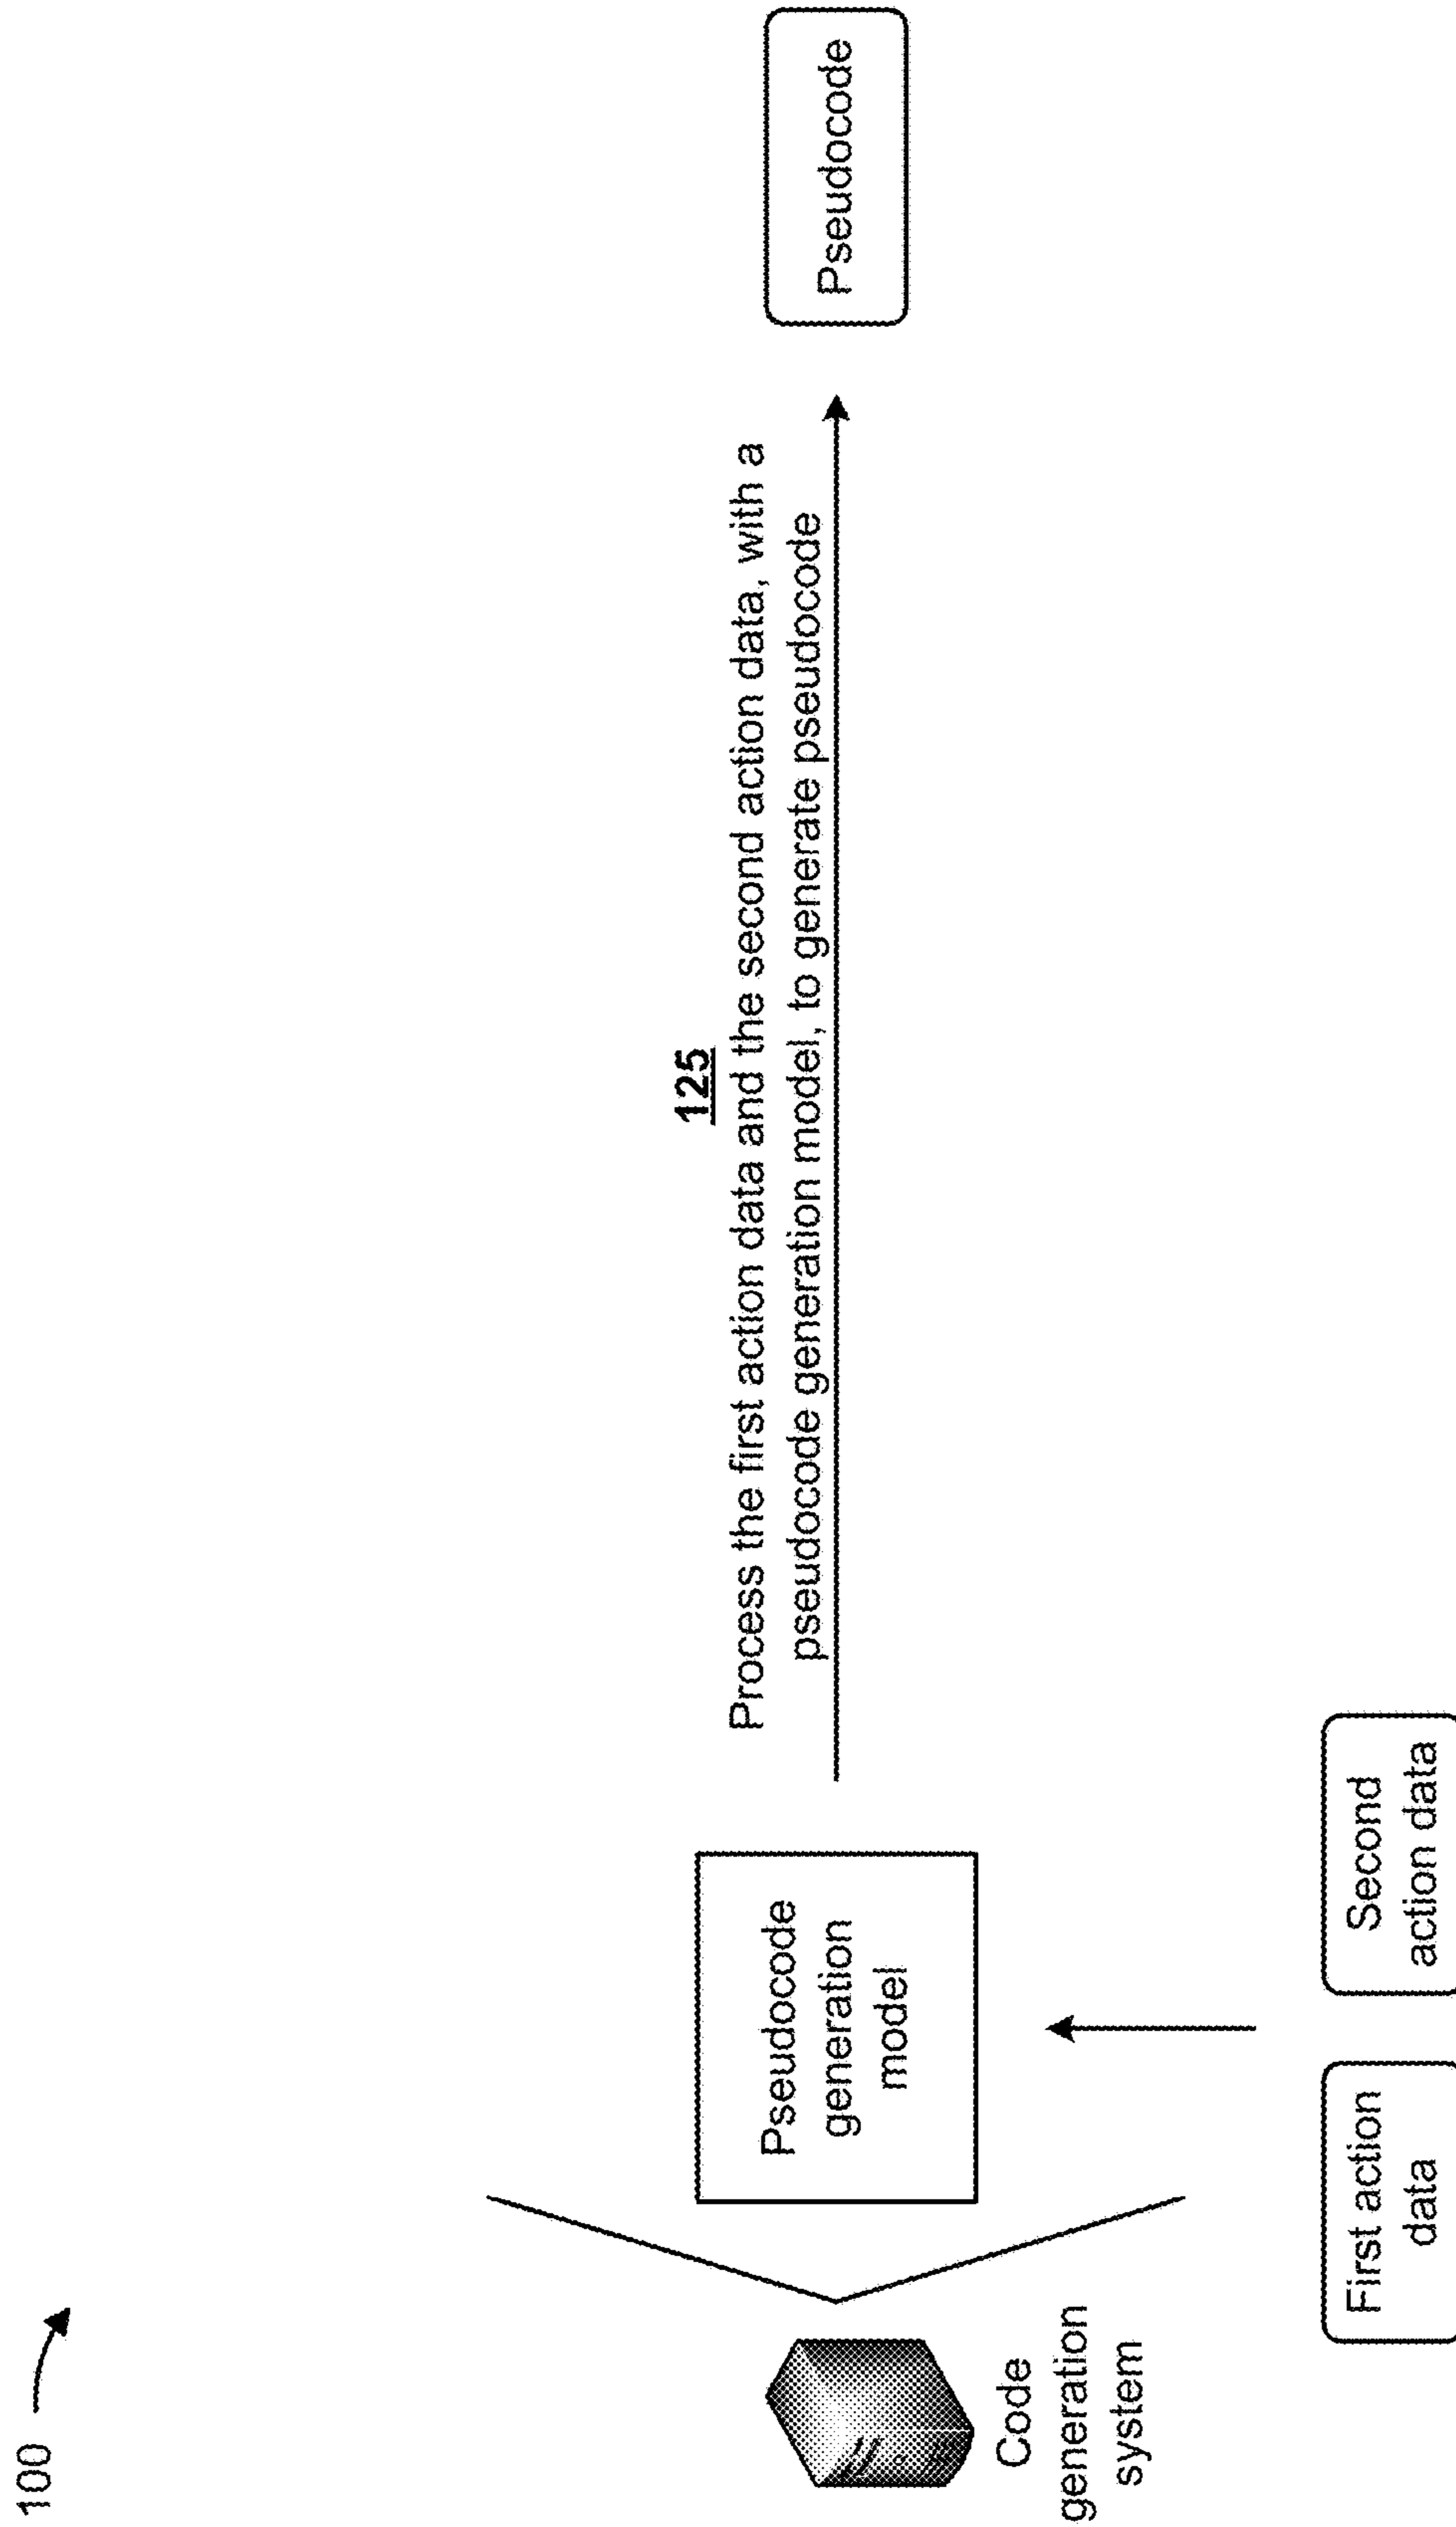 100
125
Process the first action data and the second action data, with a
pseudocode generation model, to generate pseudocode
Pseudocode
generation
model
Pseudocode
Code
generation
system
First action
data
Second
action data